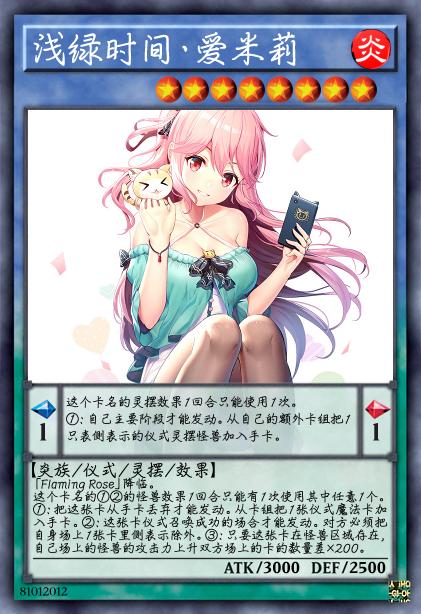 浅绿时间·爱米莉
炎
这个卡名的灵摆效果1回合只能使用1次。
①:自己主要阶段才能发动。从自己的额外卡组把1
只表侧表示的仪式灵摆怪兽加入手卡。
1
1
【炎族/仪式/灵摆/效果】
「Flaming Rose」降临。
这个卡名的①②的怪兽效果1回合只能有1次使用其中任意1个。
①:把这张卡从手卡丢弃才能发动。从卡组把1张仪式魔法卡加
入手卡。②:这张卡仪式召唤成功的场合才能发动。对方必须把
自身场上1张卡里侧表示除外。③:只要这张卡在怪兽区域存在,
自己场上的怪兽的攻击力上升双方场上的卡的数量差×200。
ATK/3000 DEF/2500
81012012